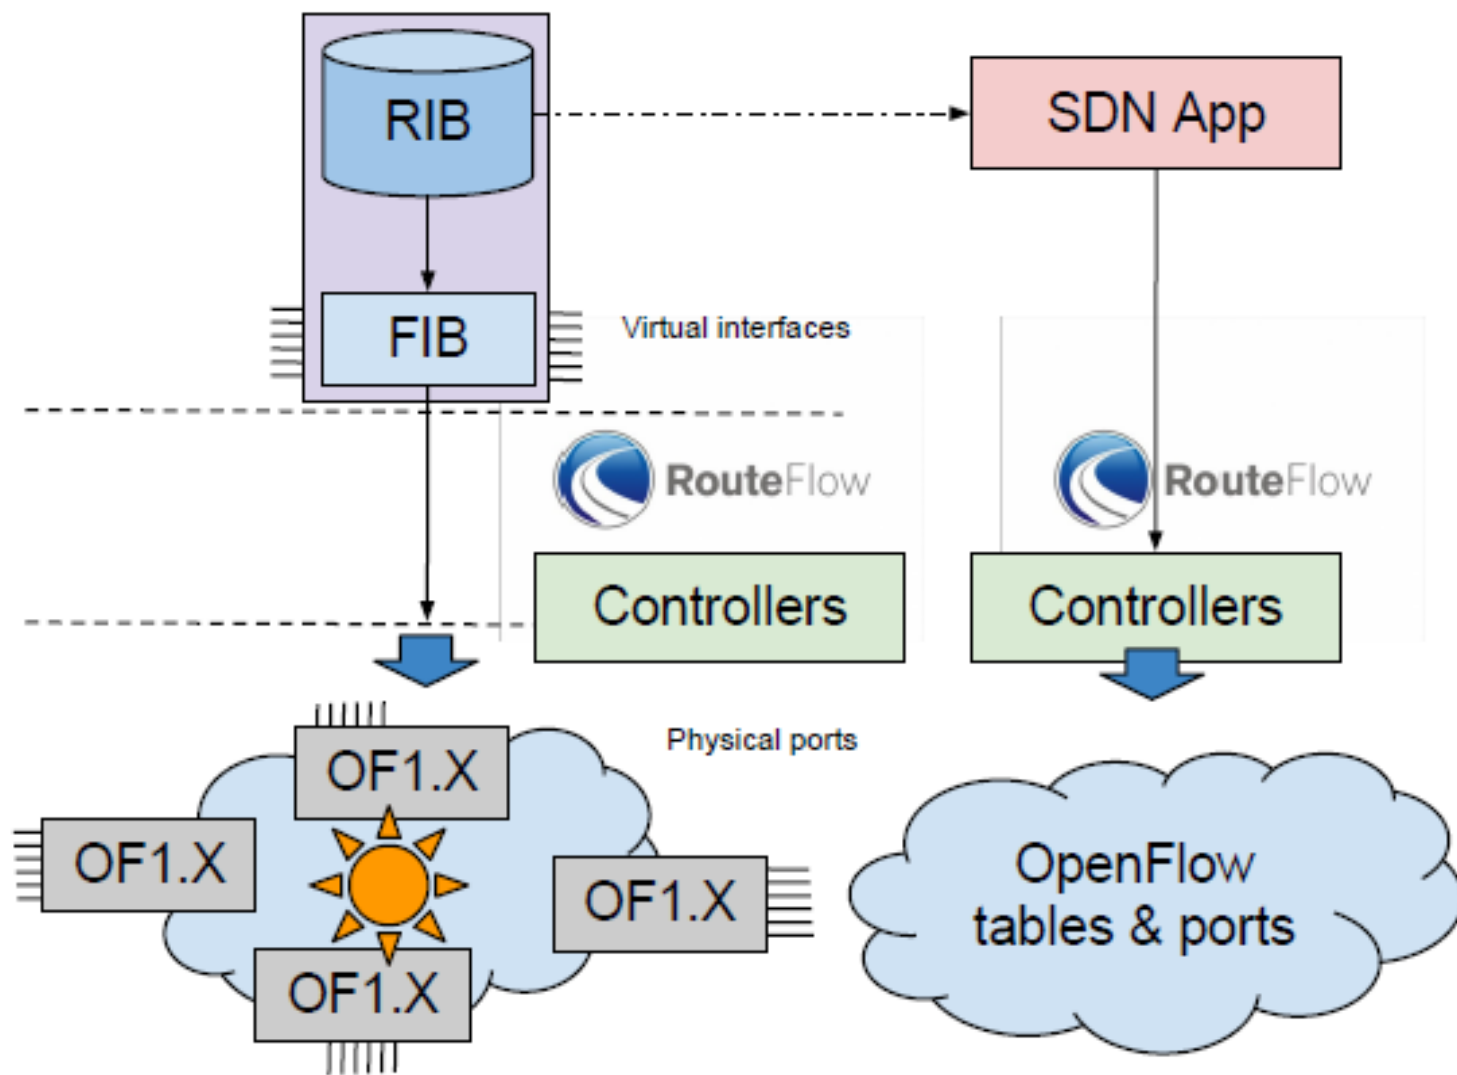 RIB
SDN App
FIB
Virtual interfaces
RouteFlow
RouteFlow
Controllers
Controllers
Physical ports
OF1.X
OF1.X
OF1.X
OF1.X
OpenFlow
tables & ports